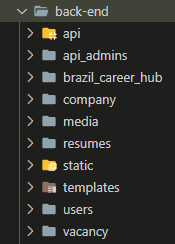 back-end
api
api_admins
brazil_career_hub
company
media
resumes
static
templates
users
vacancy